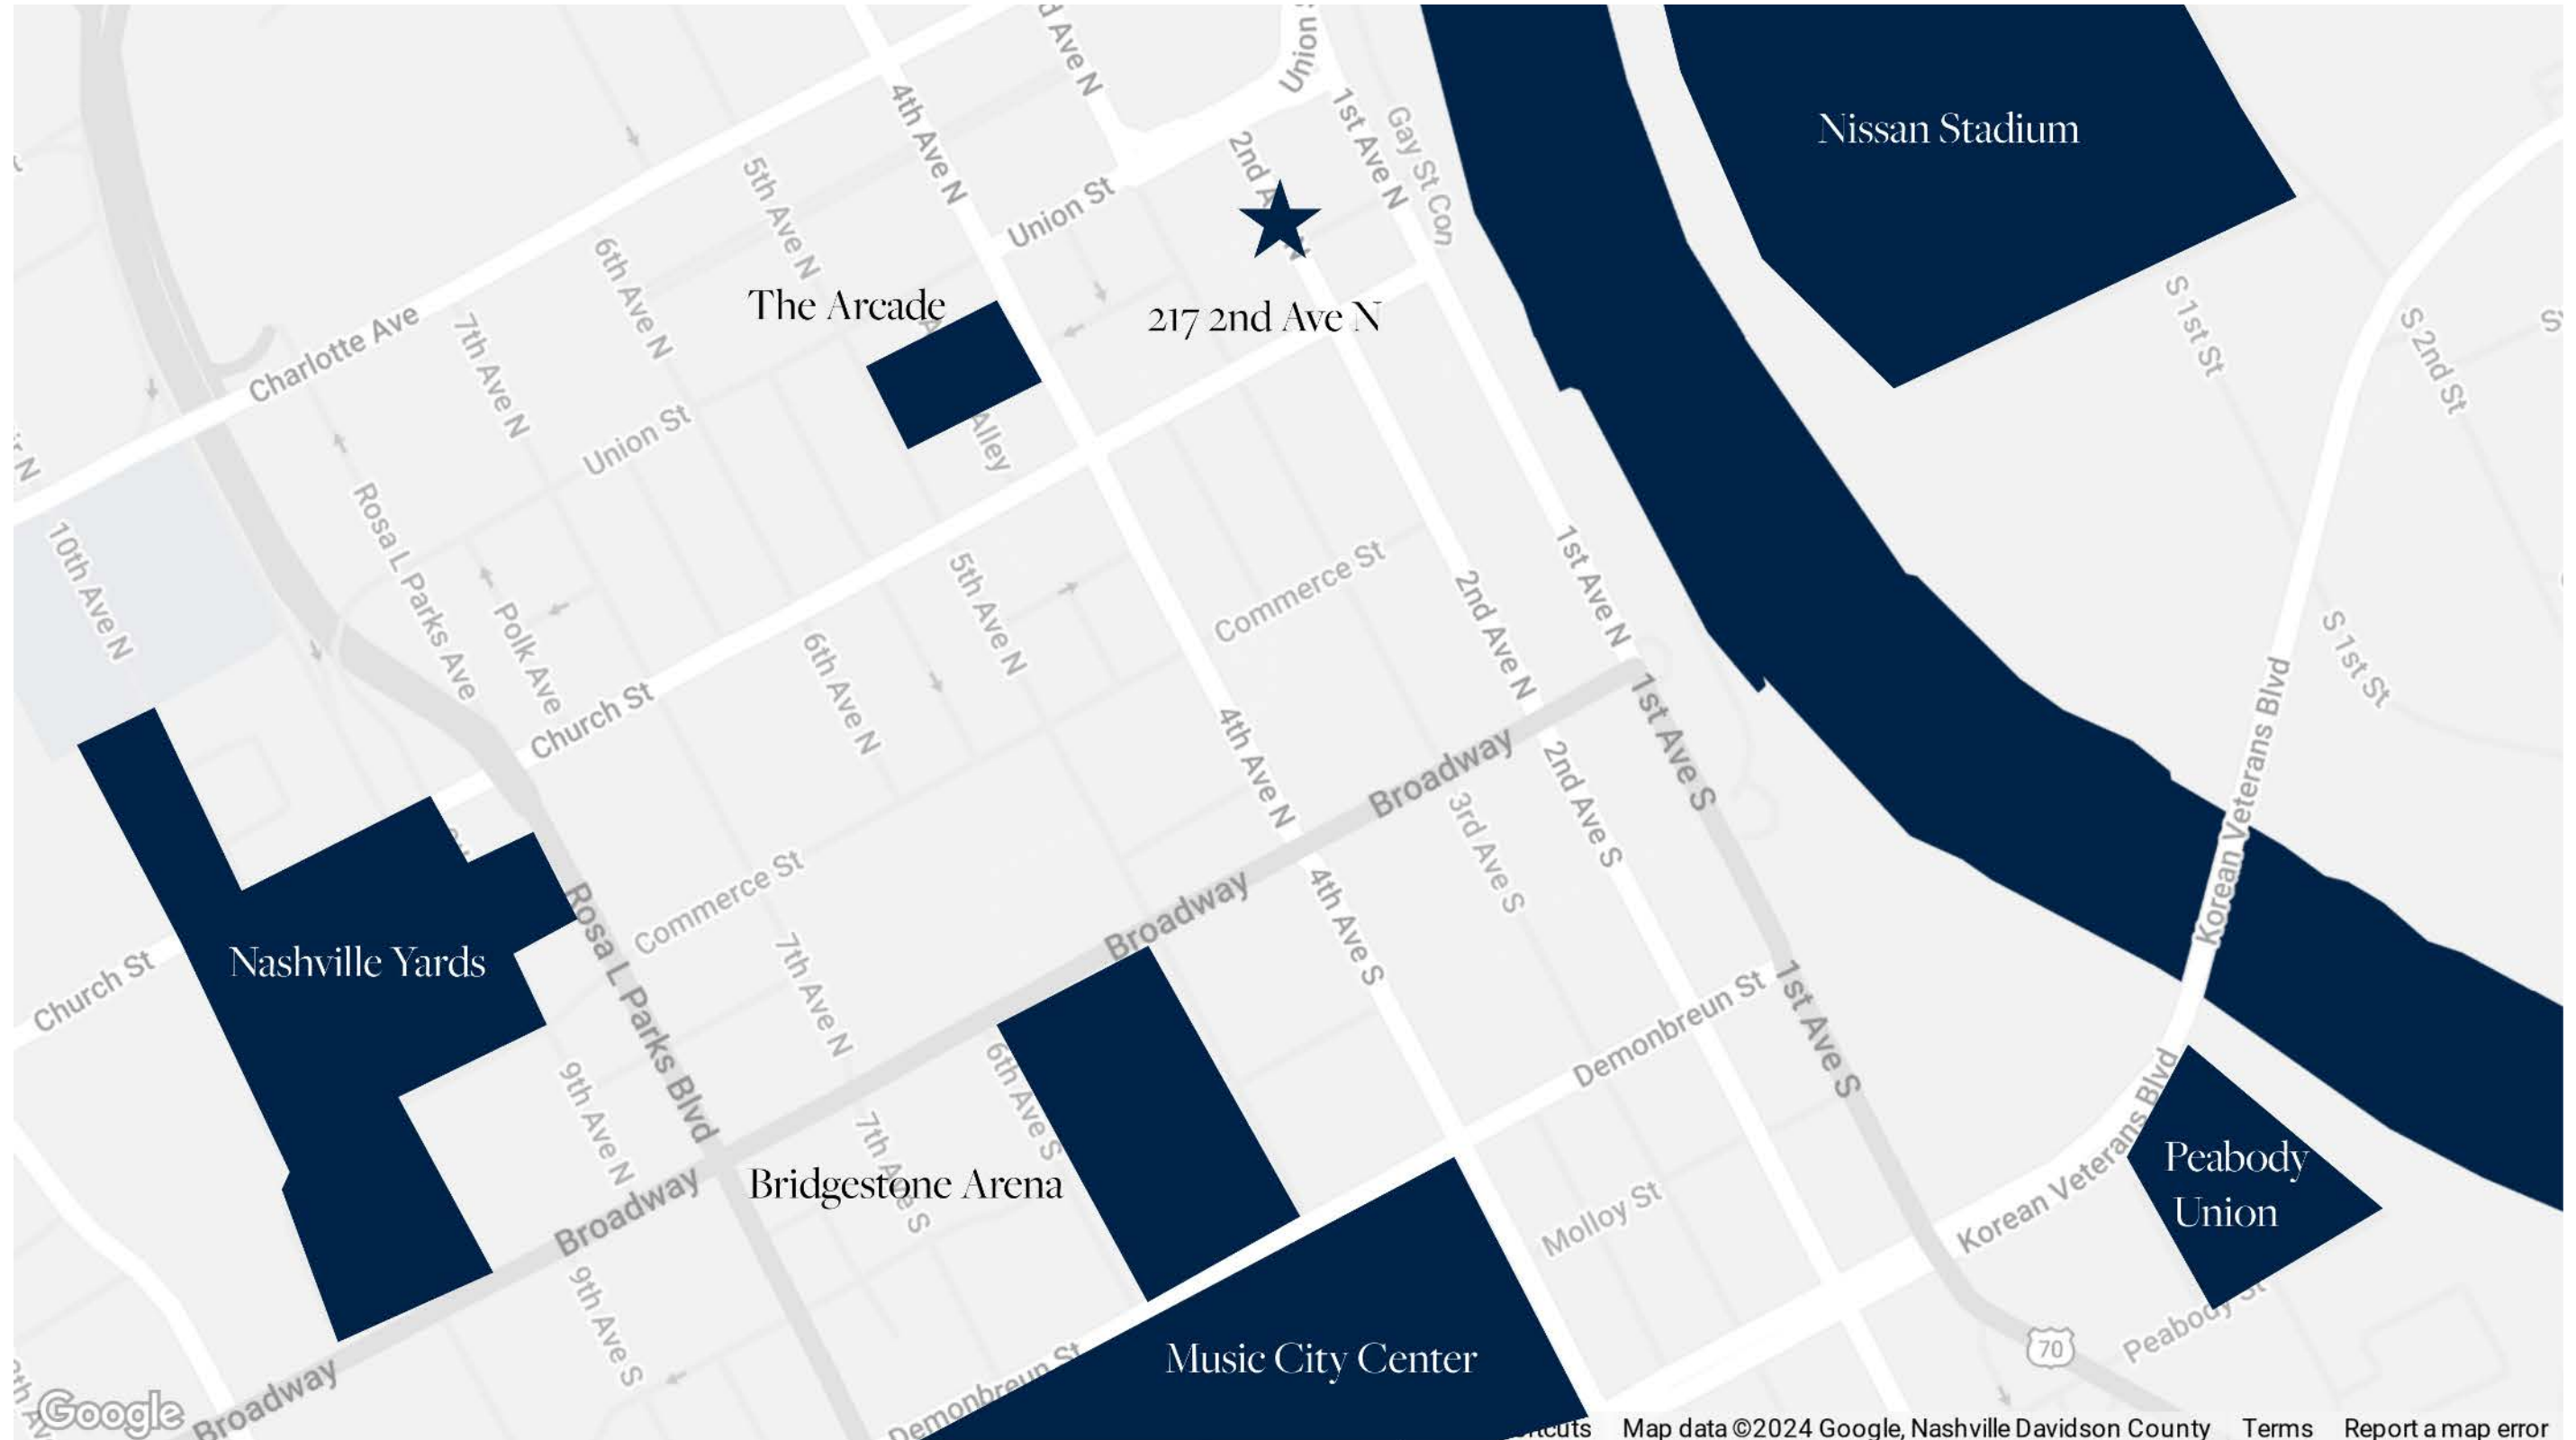 Union
4th Ave N
1st Ave N
Gay St Con
Nissan Stadium
5th Ave N
2nd
Union St
6th Ave N
The Arcade
217 2nd Ave N
S 1st St
S 2nd St
Charlotte Ave
7th Ave N
Union St
Alley
Rosa L Parks Ave
10th Ave N
Polk Ave
5th Ave N
Commerce St
2nd Ave N
1st Ave N
S 1st St
6th Ave N
Church St
4th Ave N
Broadway
2nd Ave S
1st Ave S
Korean Veterans Blvd
3rd Ave S
Commerce St
Broadway
4th Ave S
Nashville Yards
Church St
Rosa L Parks Blvd
7th Ave N
Demonbreun St
1st Ave S
9th Ave N
6th Ave S
7th Ave S
Bridgestone Arena
Broadway
Molloy St
Korean Veterans Blvd
Peabody
Union
9th Ave S
Music City Center
Demonbreun St
70
Peabody St
Broadway
Google
Map data ©2024 Google, Nashville Davidson County
Terms
Report a map error